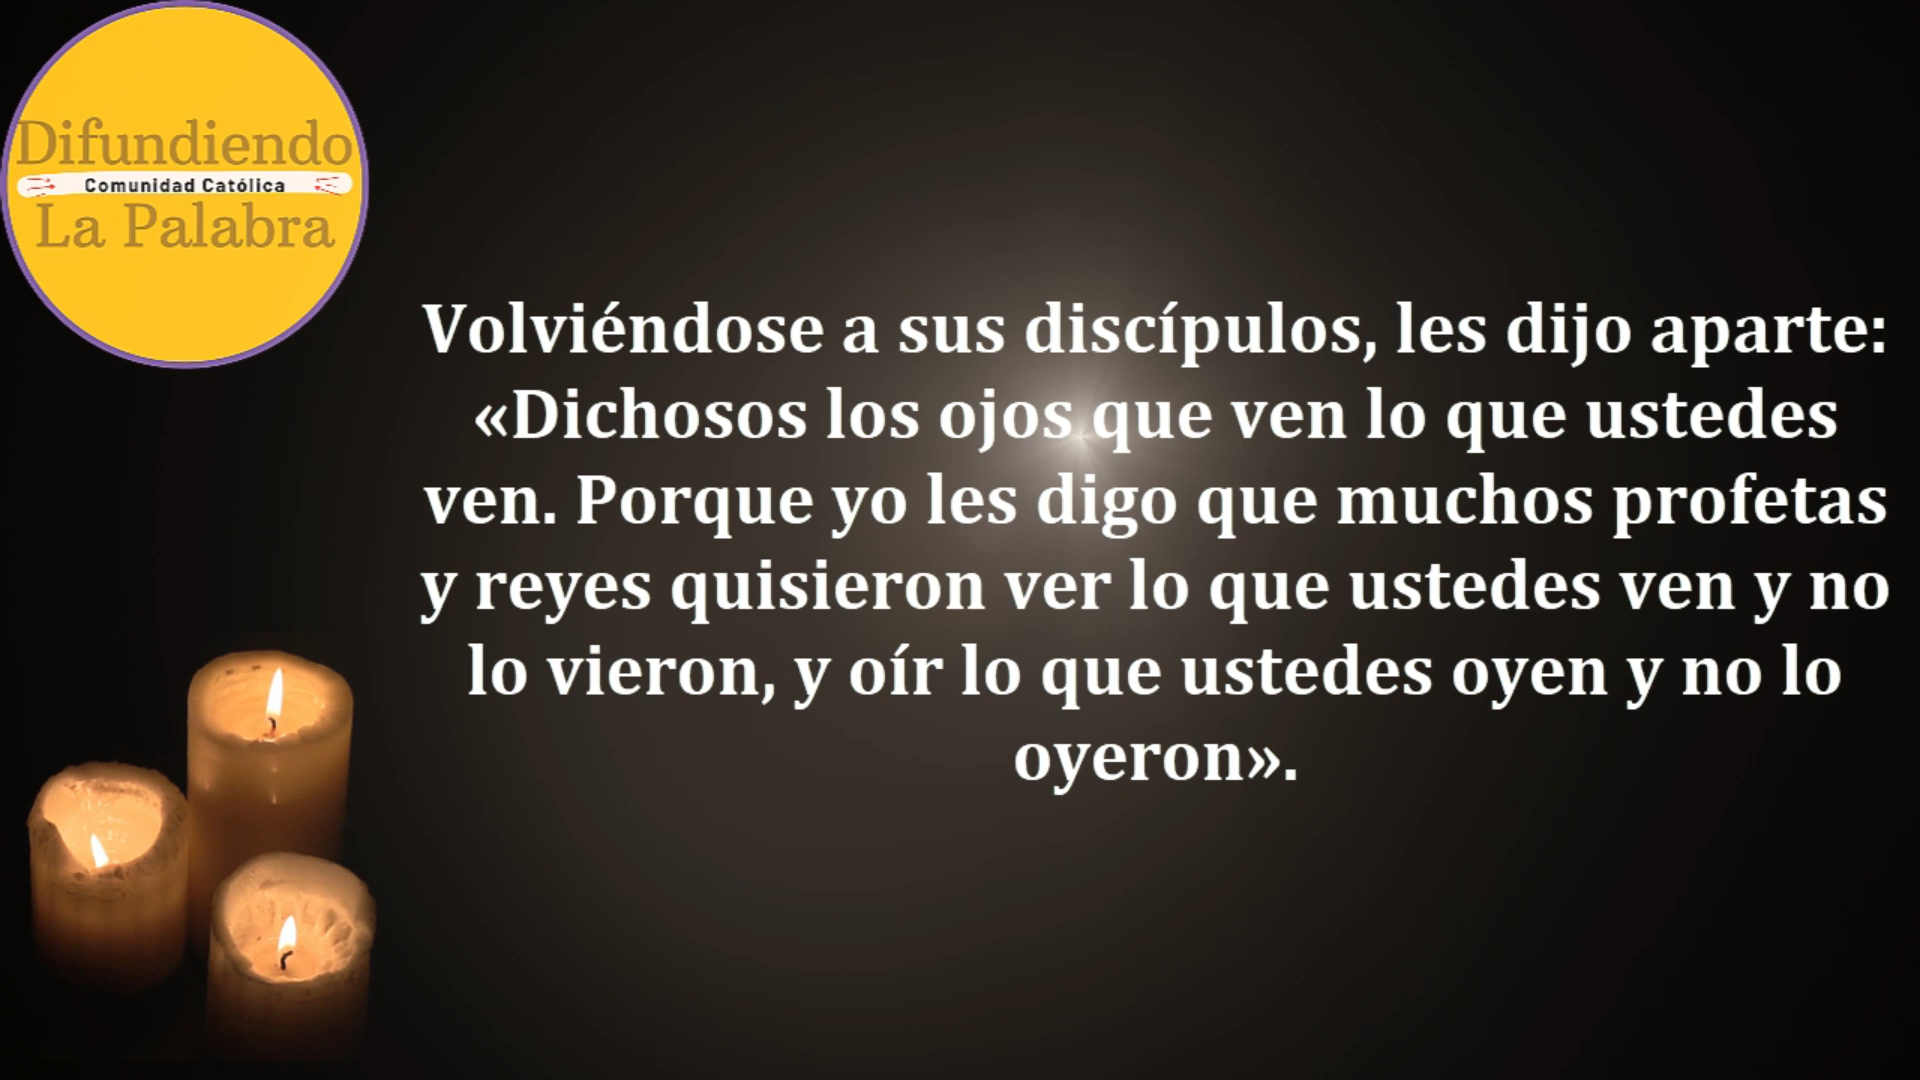 Difundiendo
Comunidad Católica
La Palabra
Volviéndose a sus discípulos, les dijo aparte:
«Dichosos los ojos que ven lo que ustedes
ven. Porque yo les digo que muchos profetas
y reyes quisieron ver lo que ustedes ven y no
lo vieron, y oír lo que ustedes oyen y no lo
oyeron».